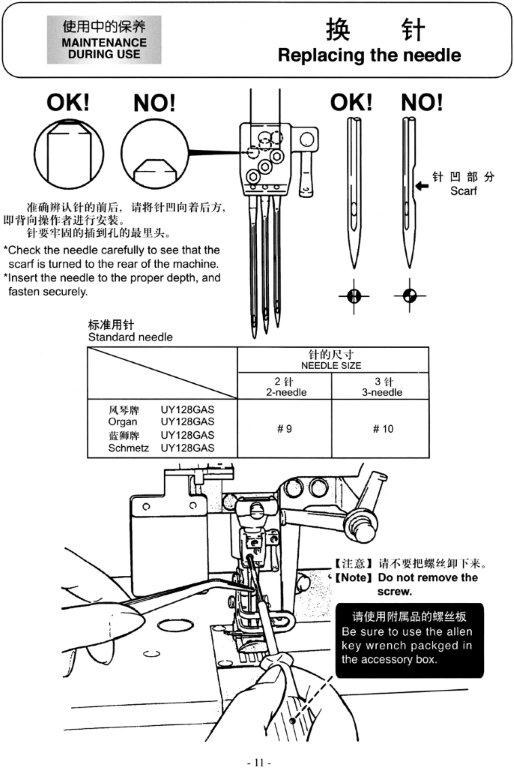 使用中的保养
MAINTENANCE
DURING USE
换 针
Replacing the needle
OK! NO!
OK! NO!
针 凹 部 分
Scarf
准确辨认针的前后，请将针凹向着后方，
即背向操作者进行安装。
针要牢固的插到孔的最里头。
*Check the needle carefully to see that the
scarf is turned to the rear of the machine.
*Insert the needle to the proper depth, and
fasten securely.
标准用针
Standard needle
针的尺寸
NEEDLE SIZE
2 针
2-needle
3 针
3-needle
风琴牌 UY128GAS
Organ UY128GAS
蓝狮牌 UY128GAS
Schmetz UY128GAS
# 9
# 10
【注意】请不要把螺丝卸下来。
【Note】Do not remove the
screw.
请使用附属品的螺丝板
Be sure to use the allen
key wrench packged in
the accessory box.
- 11 -